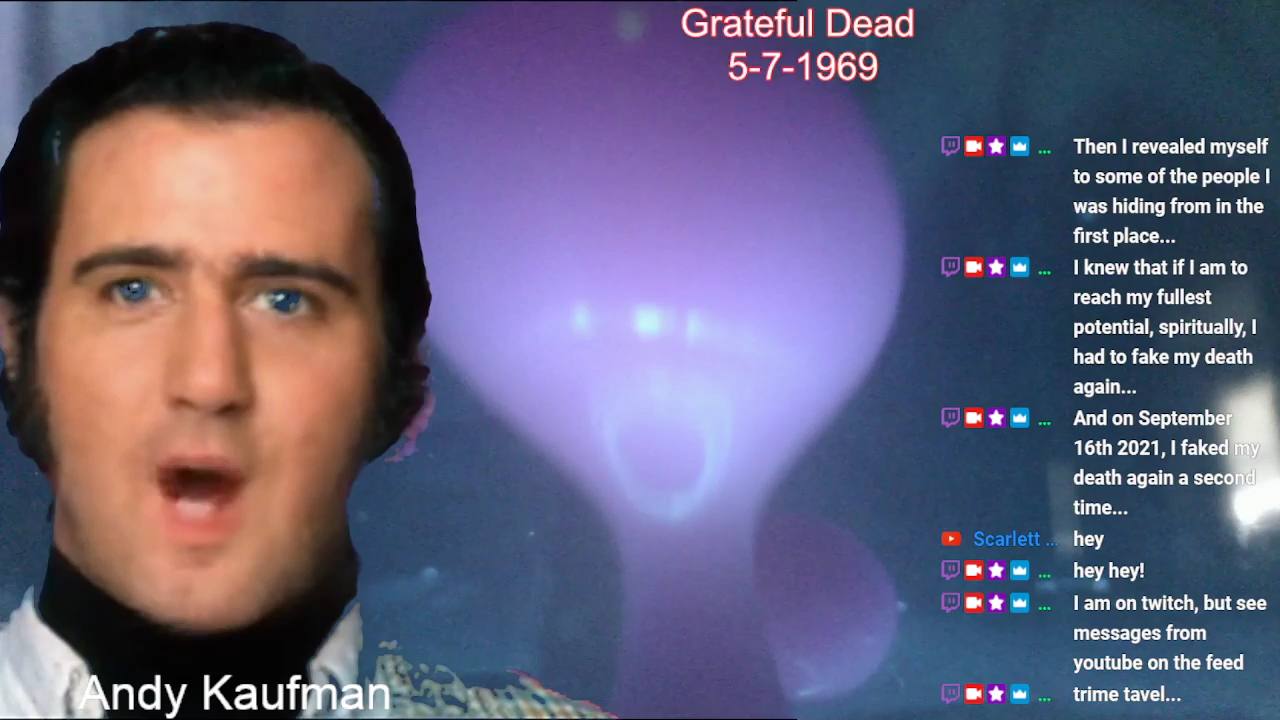 Grateful Dead
5-7-1969
Then I revealed myself
to some of the people I
was hiding from in the
first place...
...
I knew that if I am to
reach my fullest
potential, spiritually, I
had to fake my death
again...
...
And on September
16th 2021, I faked my
death again a second
time...
...
Scarlett ... hey
... hey hey!
... I am on twitch, but see
messages from
youtube on the feed
... trime tavel...
Andy Kaufman